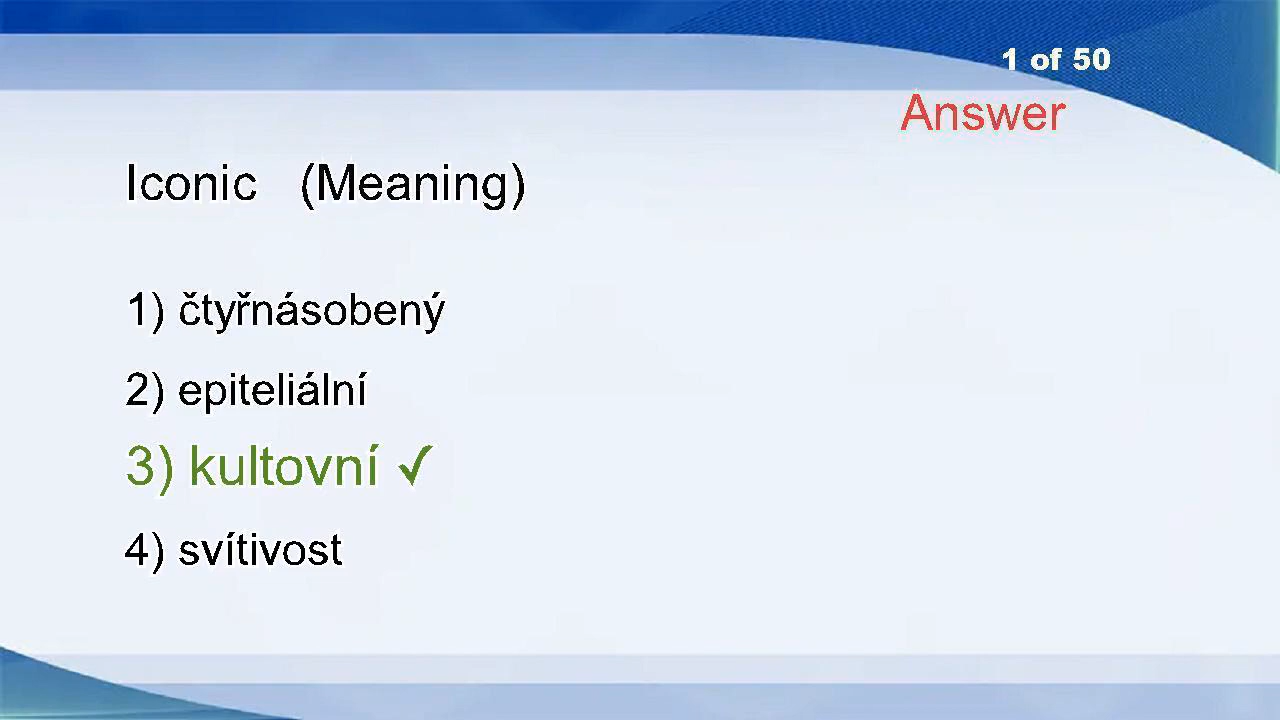 1 of 50
Answer
Iconic (Meaning)
1) čtyřnásobený
2) epiteliální
3) kultovní ✓
4) svítivost